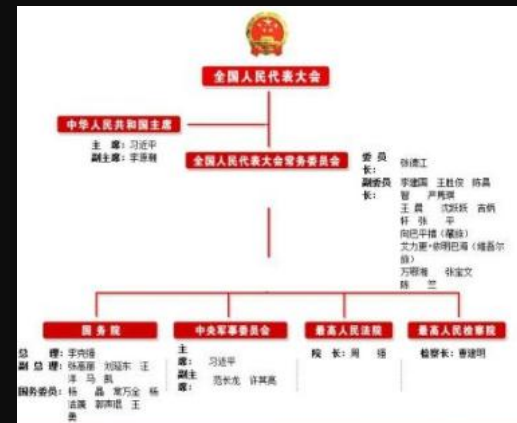 全国人民代表大会
中华人民共和国主席
主 席：习近平
副主席：李源潮
全国人民代表大会常务委员会
委 员
长：
张德江
副委员
长：
李建国 王胜俊 陈昌
智 严隽琪
王 晨 沈跃跃 吉炳
轩 张 平
向巴平措（藏族）
艾力更·依明巴海（维吾尔
族）
万鄂湘 张宝文
陈 竺
国务院
总 理：李克强
副 总 理：张高丽 刘延东 汪
洋 马 凯
国务委员：杨 晶 常万全 杨
洁篪 郭声琨 王
勇
中央军事委员会
主
席：
习近平
副主
席：
范长龙 许其亮
最高人民法院
院 长：周 强
最高人民检察院
检察长：曹建明